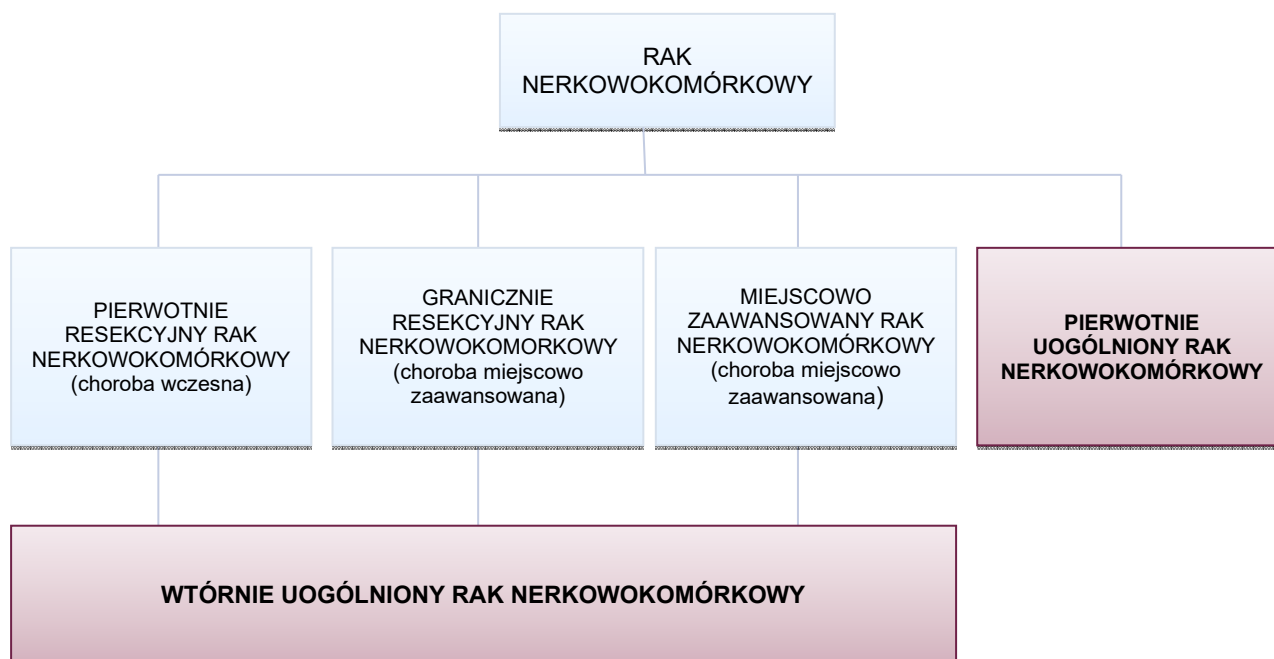 RAK
NERKOWOKOMÓRKOWY
PIERWOTNIE
RESEKCYJNY RAK
NERKOWOKOMÓRKOWY
(choroba wczesna)
GRANICZNIE
RESEKCYJNY RAK
NERKOWOKOMORKOWY
(choroba miejscowo
zaawansowana)
MIEJSCOWO
ZAAWANSOWANY RAK
NERKOWOKOMÓRKOWY
(choroba miejscowo
zaawansowana)
PIERWOTNIE
UOGÓLNIONY RAK
NERKOWOKOMÓRKOWY
WTÓRNIE UOGÓLNIONY RAK NERKOWOKOMÓRKOWY